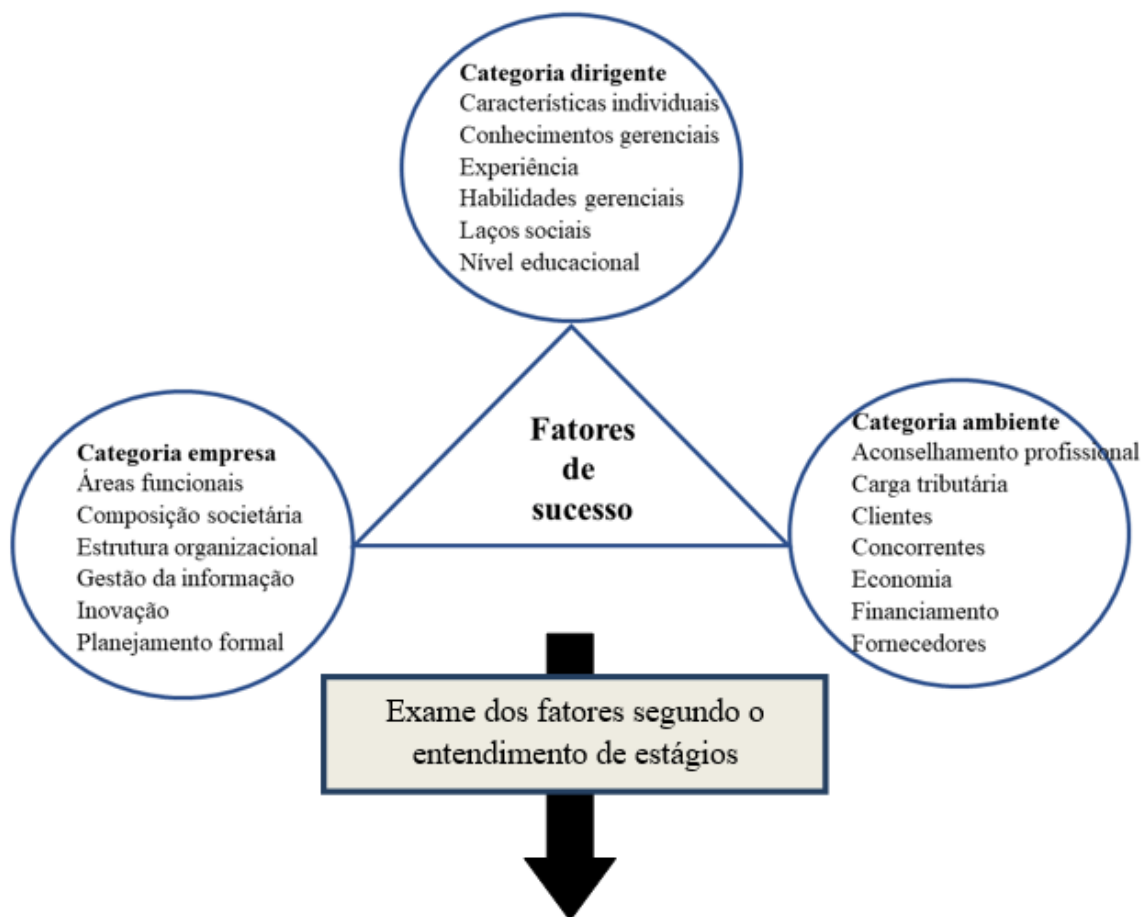 Categoria dirigente
Características individuais
Conhecimentos gerenciais
Experiência
Habilidades gerenciais
Laços sociais
Nível educacional
Fatores
de
sucesso
Categoria empresa
Áreas funcionais
Composição societária
Estrutura organizacional
Gestão da informação
Inovação
Planejamento formal
Categoria ambiente
Aconselhamento profissional
Carga tributária
Clientes
Concorrentes
Economia
Financiamento
Fornecedores
Exame dos fatores segundo o
entendimento de estágios